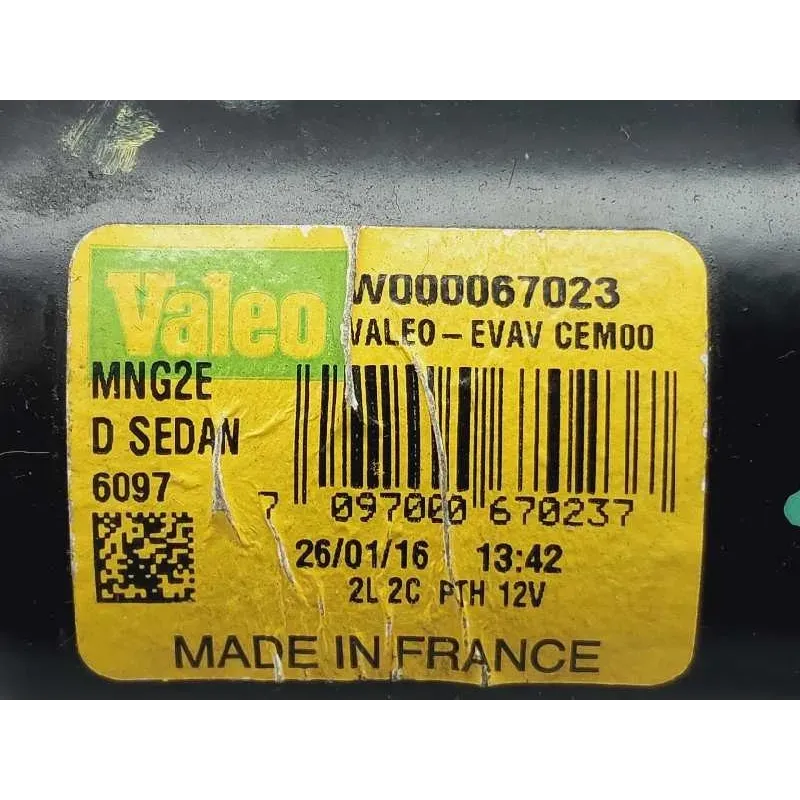 Valeo
W000067023
VALEO-EVAV CEM00
MNG2E
D SEDAN
6097
7 097000 670237
26/01/16 13:42
2L 2C PTH 12V
MADE IN FRANCE